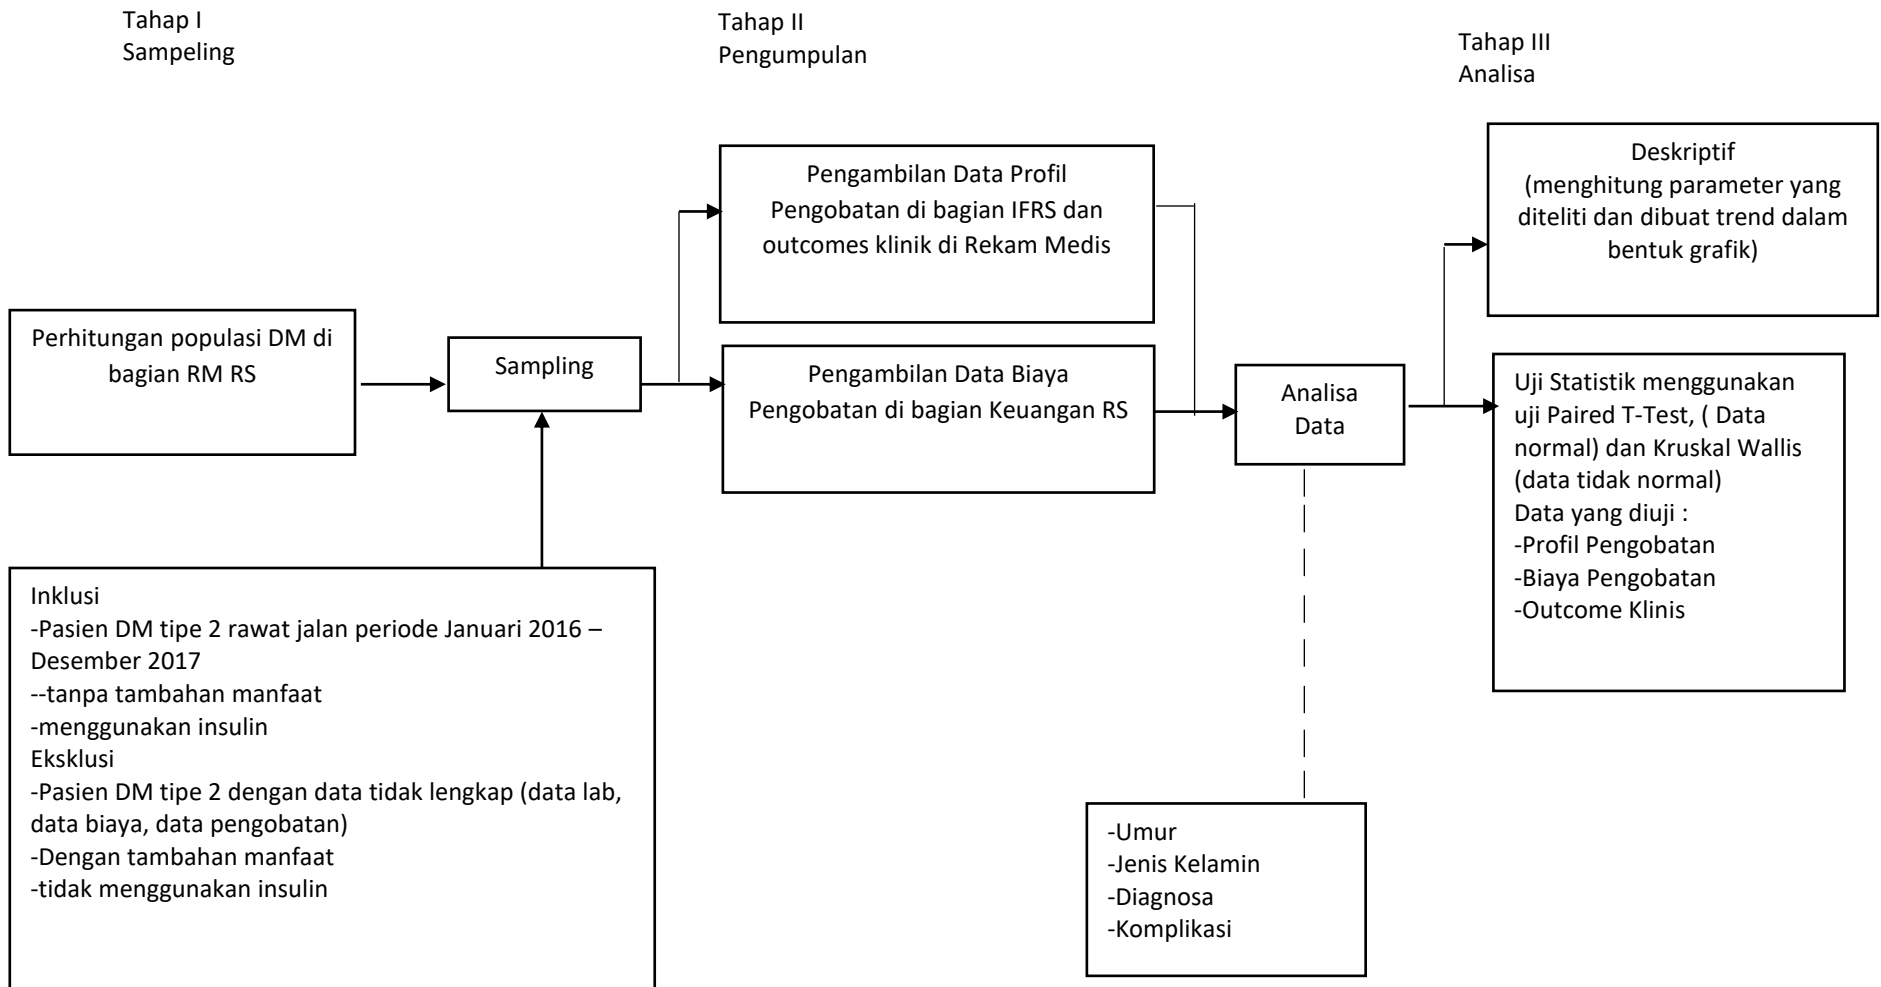 Tahap I
Sampeling
Tahap II
Pengumpulan
Tahap III
Analisa
Perhitungan populasi DM di
bagian RM RS
Sampling
Inklusi
-Pasien DM tipe 2 rawat jalan periode Januari 2016 –
Desember 2017
--tanpa tambahan manfaat
-menggunakan insulin
Eksklusi
-Pasien DM tipe 2 dengan data tidak lengkap (data lab,
data biaya, data pengobatan)
-Dengan tambahan manfaat
-tidak menggunakan insulin
Pengambilan Data Profil
Pengobatan di bagian IFRS dan
outcomes klinik di Rekam Medis
Pengambilan Data Biaya
Pengobatan di bagian Keuangan RS
Analisa
Data
-Umur
-Jenis Kelamin
-Diagnosa
-Komplikasi
Deskriptif
(menghitung parameter yang
diteliti dan dibuat trend dalam
bentuk grafik)
Uji Statistik menggunakan
uji Paired T-Test, ( Data
normal) dan Kruskal Wallis
(data tidak normal)
Data yang diuji :
-Profil Pengobatan
-Biaya Pengobatan
-Outcome Klinis